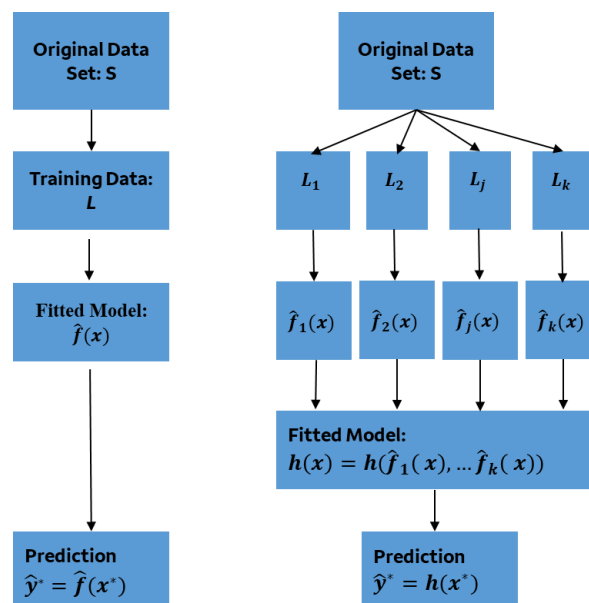 Original Data
Set: S
Training Data:
L
Fitted Model:
f̂(x)
Prediction
ŷ* = f̂(x*)
Original Data
Set: S
L₁
L₂
Lⱼ
Lₖ
f̂₁(x)
f̂₂(x)
f̂ⱼ(x)
f̂ₖ(x)
Fitted Model:
h(x) = h(f̂₁(x), … f̂ₖ(x))
Prediction
ŷ* = h(x*)